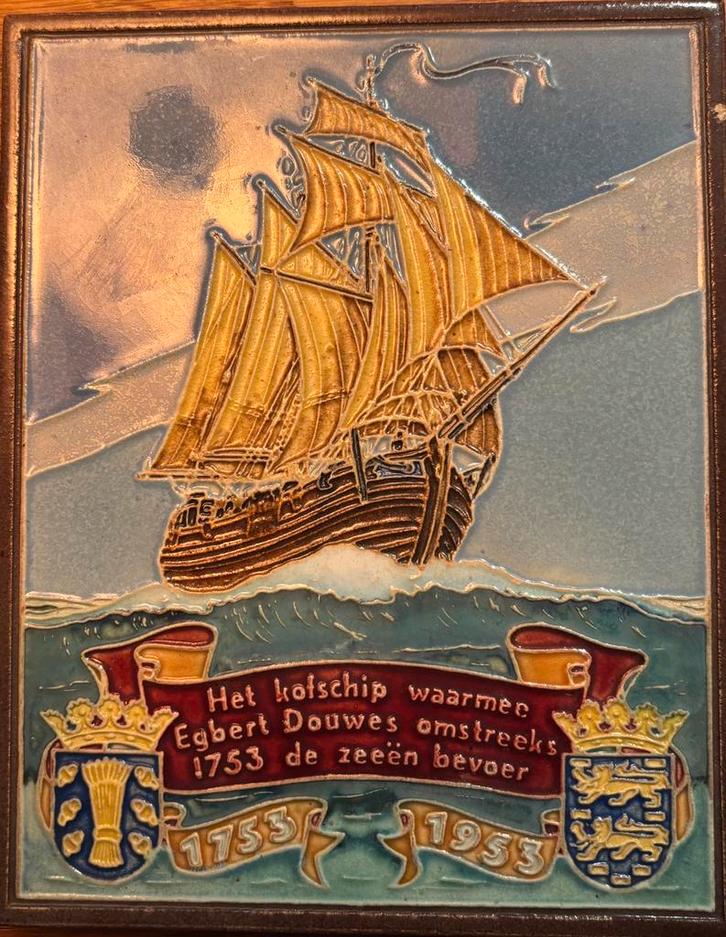 Het kofschip waarmee
Egbert Douwes omstreeks
1753 de zeeën bevoer
1753 1953